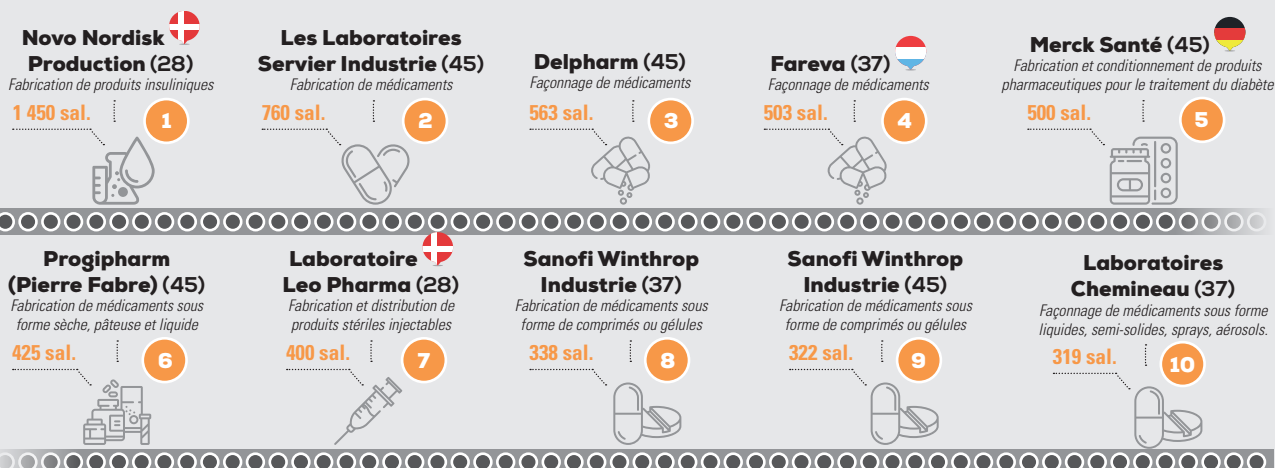 Novo Nordisk
Production (28)
Fabrication de produits insuliniques
1 450 sal.
1
Les Laboratoires
Servier Industrie (45)
Fabrication de médicaments
760 sal.
2
Delpharm (45)
Façonnage de médicaments
563 sal.
3
Fareva (37)
Façonnage de médicaments
503 sal.
4
Merck Santé (45)
Fabrication et conditionnement de produits
pharmaceutiques pour le traitement du diabète
500 sal.
5
Progipharm
(Pierre Fabre) (45)
Fabrication de médicaments sous
forme sèche, pâteuse et liquide
425 sal.
6
Laboratoire
Leo Pharma (28)
Fabrication et distribution de
produits stériles injectables
400 sal.
7
Sanofi Winthrop
Industrie (37)
Fabrication de médicaments sous
forme de comprimés ou gélules
338 sal.
8
Sanofi Winthrop
Industrie (45)
Fabrication de médicaments sous
forme de comprimés ou gélules
322 sal.
9
Laboratoires
Chemineau (37)
Façonnage de médicaments sous forme
liquides, semi-solides, sprays, aérosols.
319 sal.
10